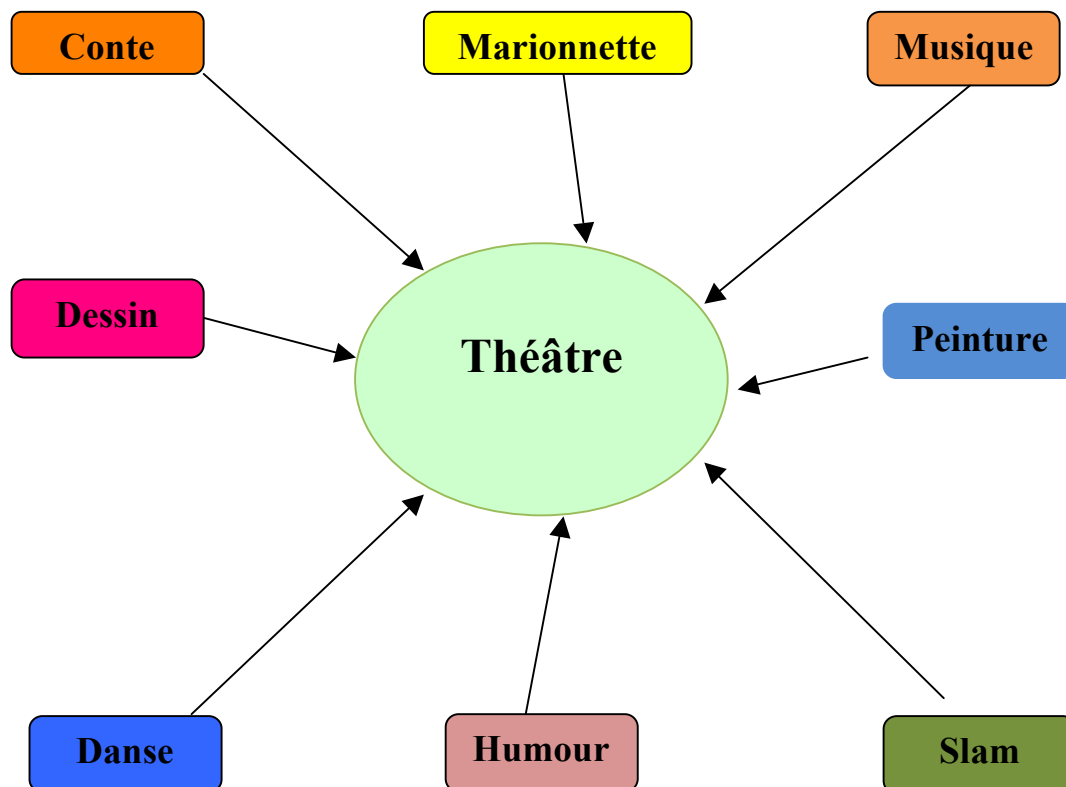 Conte
Marionnette
Musique
Dessin
Théâtre
Peinture
Danse
Humour
Slam